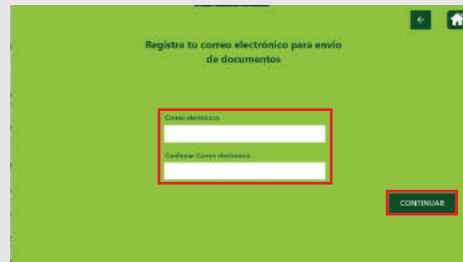 Registra tu correo electrónico para envío
de documentos
Correo electrónico
Confirmar Correo electrónico
CONTINUAR